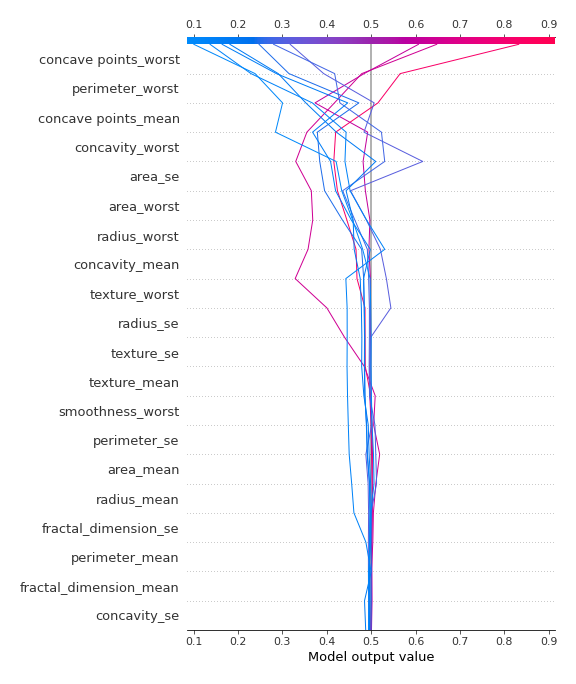 0.1 0.2 0.3 0.4 0.5 0.6 0.7 0.8 0.9
concave points_worst
perimeter_worst
concave points_mean
concavity_worst
area_se
area_worst
radius_worst
concavity_mean
texture_worst
radius_se
texture_se
texture_mean
smoothness_worst
perimeter_se
area_mean
radius_mean
fractal_dimension_se
perimeter_mean
fractal_dimension_mean
concavity_se
0.1 0.2 0.3 0.4 0.5 0.6 0.7 0.8 0.9
Model output value